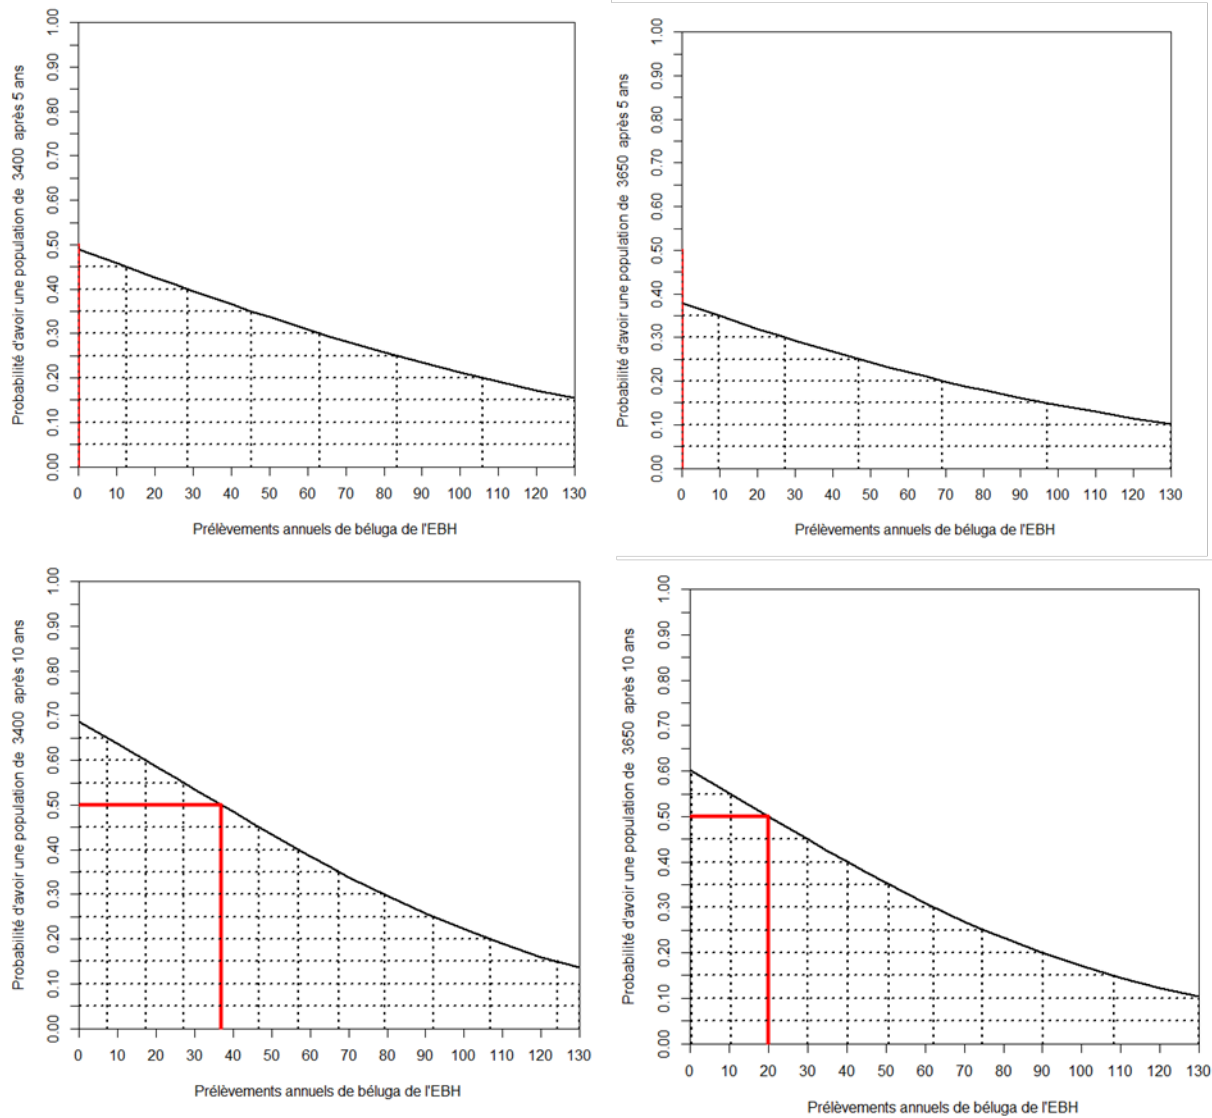 Probabilité d'avoir une population de 3400 après 5 ans
0.00 0.10 0.20 0.30 0.40 0.50 0.60 0.70 0.80 0.90 1.00
0 10 20 30 40 50 60 70 80 90 100 110 120 130
Prélèvements annuels de béluga de l'EBH
Probabilité d'avoir une population de 3650 après 5 ans
0.00 0.10 0.20 0.30 0.40 0.50 0.60 0.70 0.80 0.90 1.00
0 10 20 30 40 50 60 70 80 90 100 110 120 130
Prélèvements annuels de béluga de l'EBH
Probabilité d'avoir une population de 3400 après 10 ans
0.00 0.10 0.20 0.30 0.40 0.50 0.60 0.70 0.80 0.90 1.00
0 10 20 30 40 50 60 70 80 90 100 110 120 130
Prélèvements annuels de béluga de l'EBH
Probabilité d'avoir une population de 3650 après 10 ans
0.00 0.10 0.20 0.30 0.40 0.50 0.60 0.70 0.80 0.90 1.00
0 10 20 30 40 50 60 70 80 90 100 110 120 130
Prélèvements annuels de béluga de l'EBH